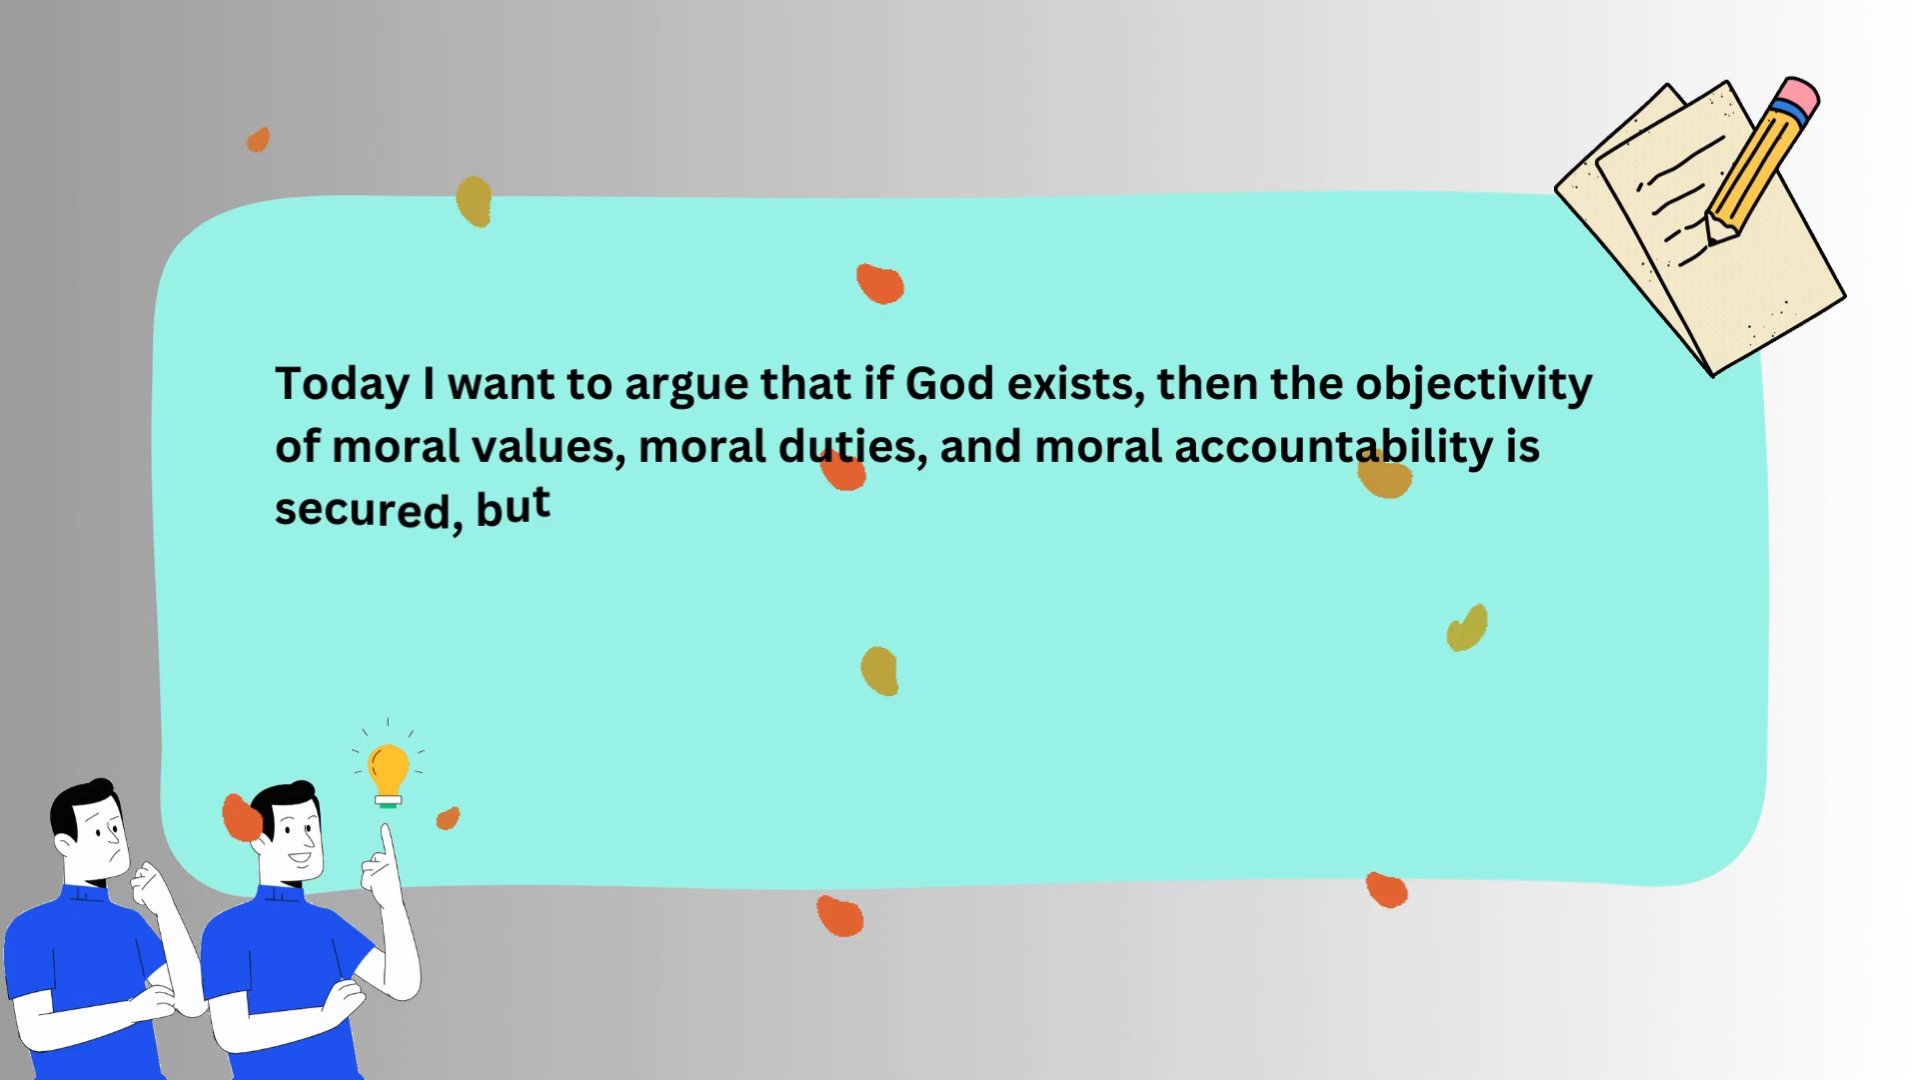 Today I want to argue that if God exists, then the objectivity
of moral values, moral duties, and moral accountability is
secured, but